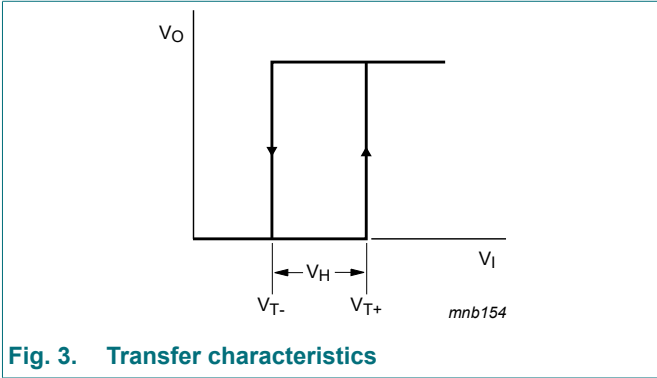 VO
VI
VH
VT-
VT+
mnb154
Fig. 3. Transfer characteristics